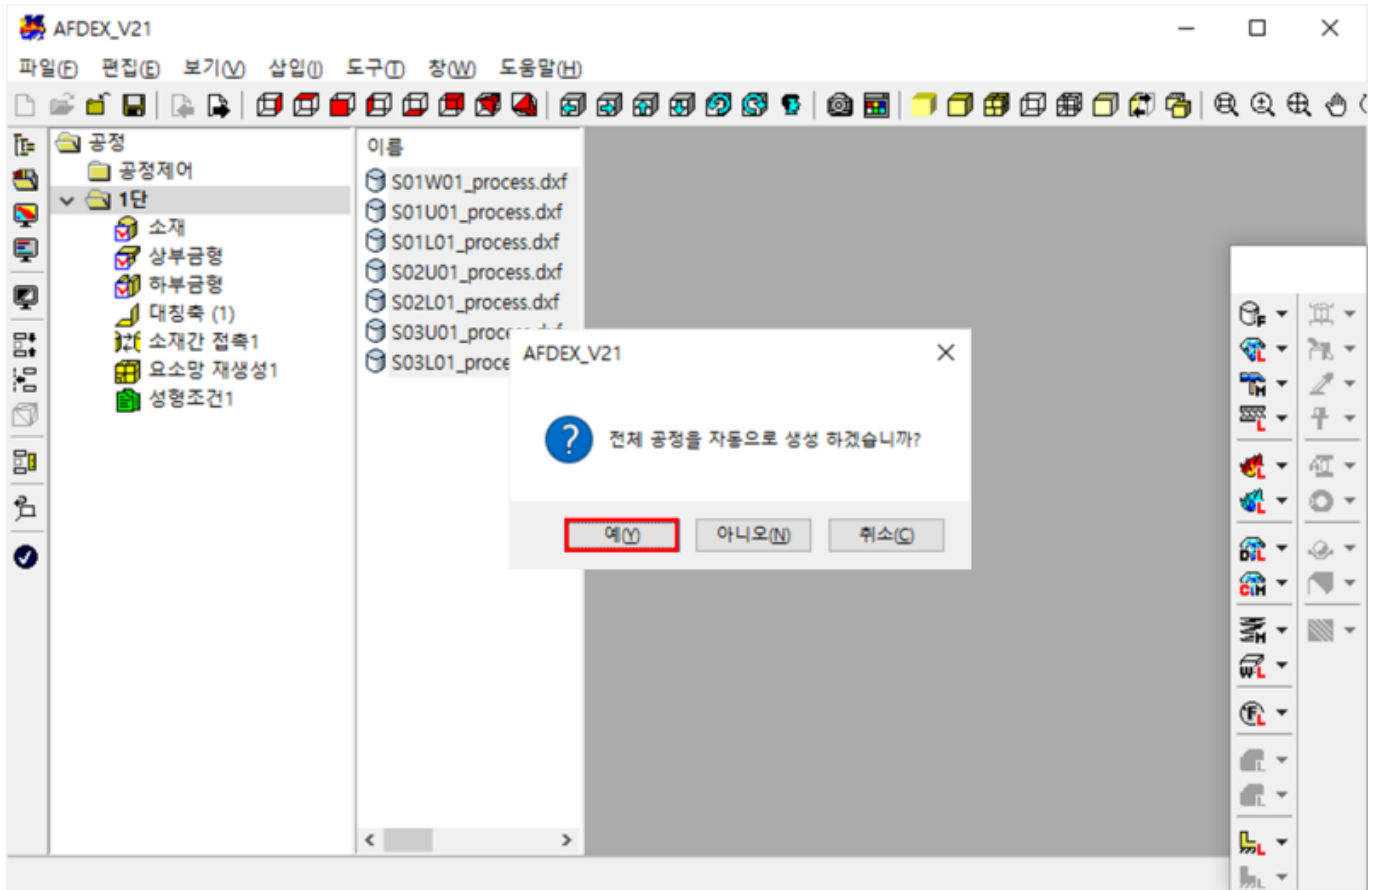 AFDEX_V21
파일(F) 편집(E) 보기(V) 삽입(I) 도구(T) 창(W) 도움말(H)
공정
공정제어
1단
소재
상부금형
하부금형
대칭축 (1)
소재간 접촉1
요소망 재생성1
성형조건1
이름
S01W01_process.dxf
S01U01_process.dxf
S01L01_process.dxf
S02U01_process.dxf
S02L01_process.dxf
S03U01_process.dxf
S03L01_proce
AFDEX_V21
전체 공정을 자동으로 생성 하겠습니까?
예(Y) 아니오(N) 취소(C)